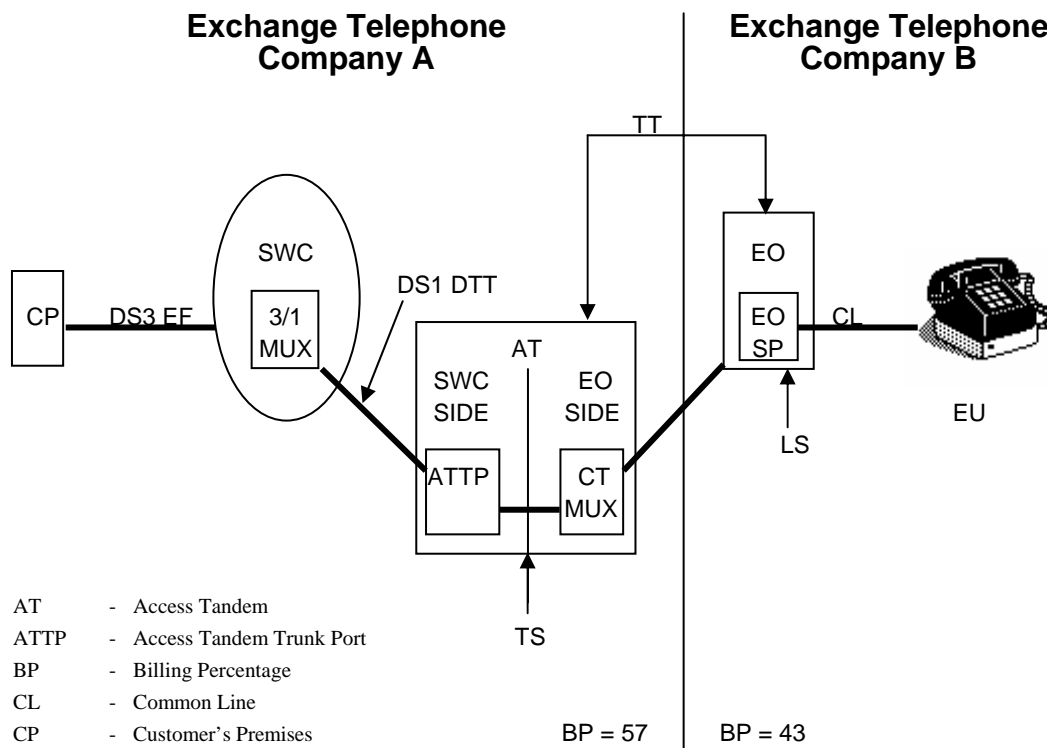 Exchange Telephone
Company A
Exchange Telephone
Company B
TT
SWC
EO
DS1 DTT
CP
DS3 EF
3/1
MUX
EO
SP
CL
AT
SWC
SIDE
EO
SIDE
EU
LS
ATTP
CT
MUX
TS
AT - Access Tandem
ATTP - Access Tandem Trunk Port
BP - Billing Percentage
CL - Common Line
CP - Customer's Premises
BP = 57
BP = 43